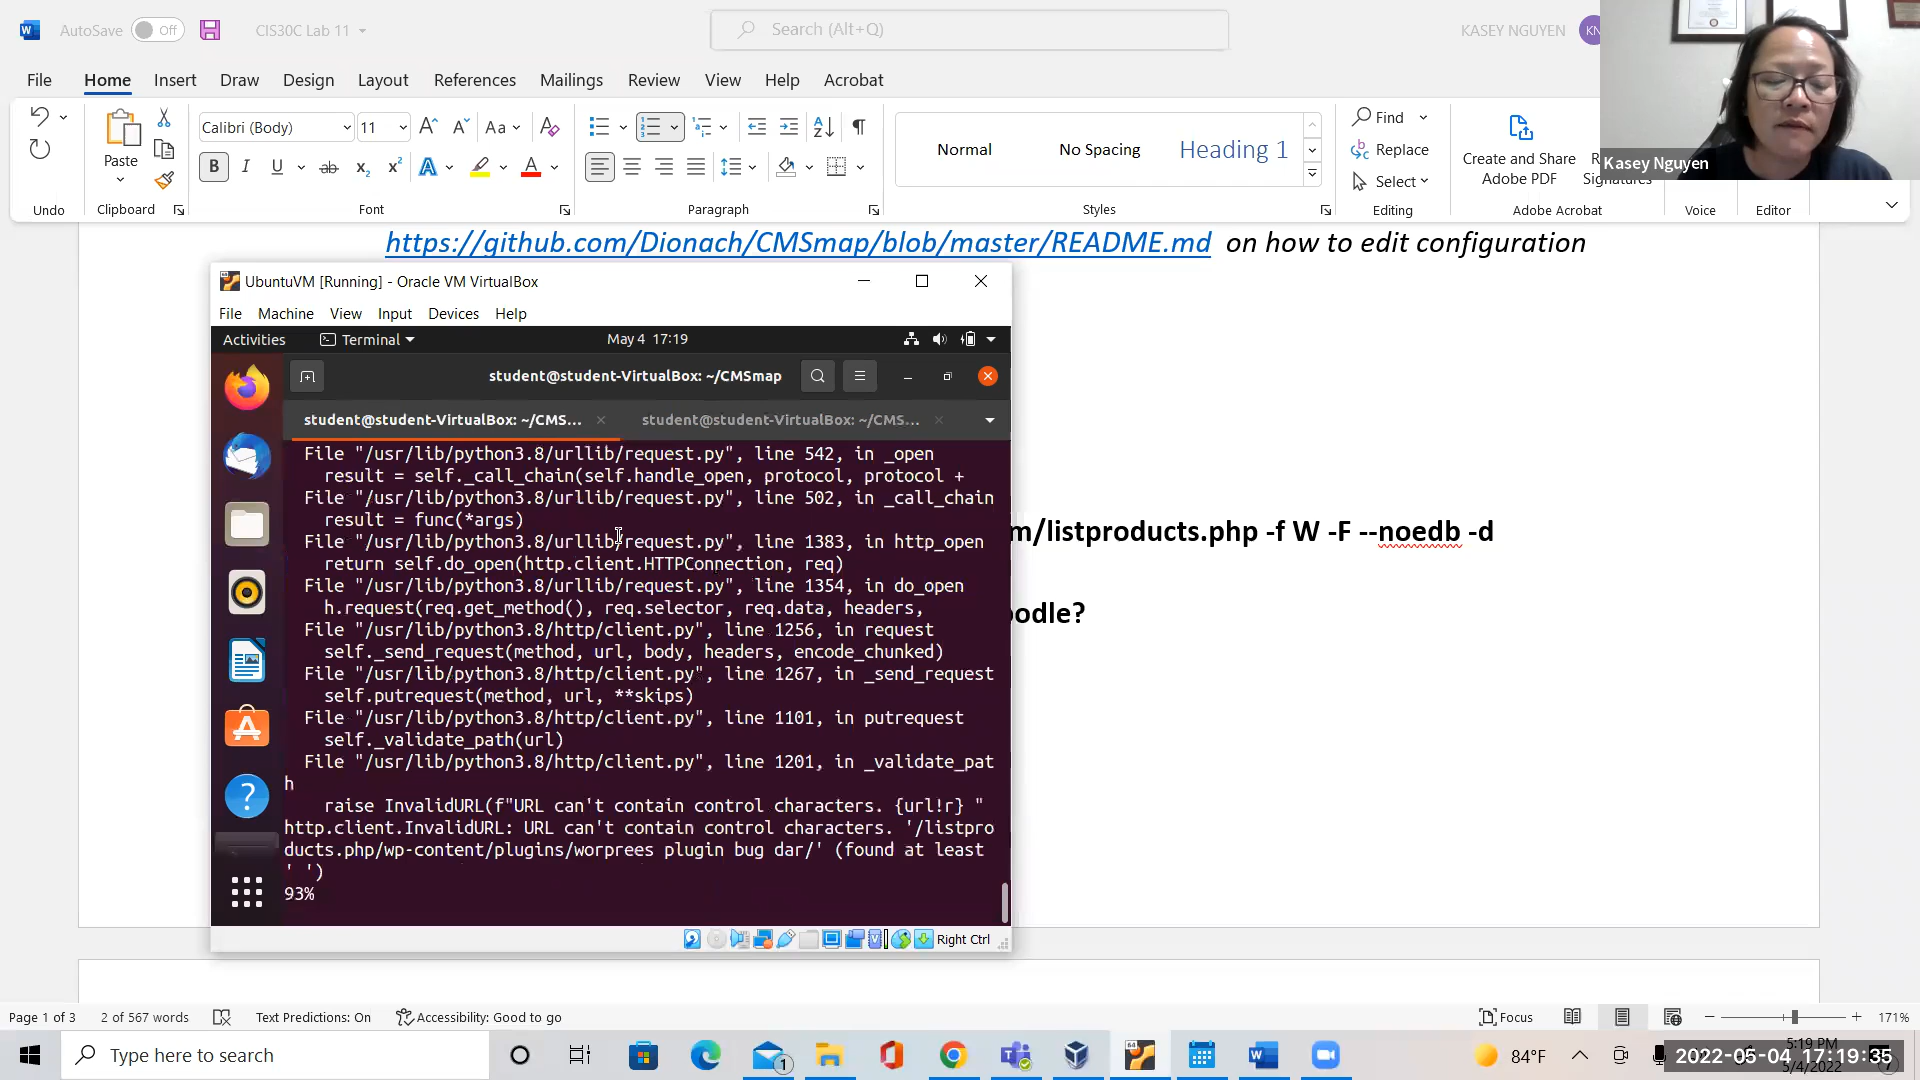 AutoSave Off CIS30C Lab 11 Search (Alt+Q) KASEY NGUYEN KN
File Home Insert Draw Design Layout References Mailings Review View Help Acrobat
Calibri (Body) 11 Aa
Paste
B I U ab x₂ x² A A
Normal No Spacing Heading 1
Find
Replace
Select
Create and Share
Adobe PDF
Signatures
Kasey Nguyen
Undo Clipboard Font Paragraph Styles Editing Adobe Acrobat Voice Editor
https://github.com/Dionach/CMSmap/blob/master/README.md on how to edit configuration
UbuntuVM [Running] - Oracle VM VirtualBox
File Machine View Input Devices Help
Activities Terminal May 4 17:19
student@student-VirtualBox: ~/CMSmap
student@student-VirtualBox: ~/CMS... student@student-VirtualBox: ~/CMS...
File "/usr/lib/python3.8/urllib/request.py", line 542, in _open
result = self._call_chain(self.handle_open, protocol, protocol +
File "/usr/lib/python3.8/urllib/request.py", line 502, in _call_chain
result = func(*args)
File "/usr/lib/python3.8/urllib/request.py", line 1383, in http_open
return self.do_open(http.client.HTTPConnection, req)
File "/usr/lib/python3.8/urllib/request.py", line 1354, in do_open
h.request(req.get_method(), req.selector, req.data, headers,
File "/usr/lib/python3.8/http/client.py", line 1256, in request
self._send_request(method, url, body, headers, encode_chunked)
File "/usr/lib/python3.8/http/client.py", line 1267, in _send_request
self.putrequest(method, url, **skips)
File "/usr/lib/python3.8/http/client.py", line 1101, in putrequest
self._validate_path(url)
File "/usr/lib/python3.8/http/client.py", line 1201, in _validate_pat
h
raise InvalidURL(f"URL can't contain control characters. {url!r} "
http.client.InvalidURL: URL can't contain control characters. '/listpro
ducts.php/wp-content/plugins/worprees plugin bug dar/' (found at least
' ')
93%
m/listproducts.php -f W -F --noedb -d
oodle?
Right Ctrl
Page 1 of 3 2 of 567 words Text Predictions: On Accessibility: Good to go Focus 171%
Type here to search 1 84°F 5:19 PM
5/4/2022
2022-05-04 17:19:35